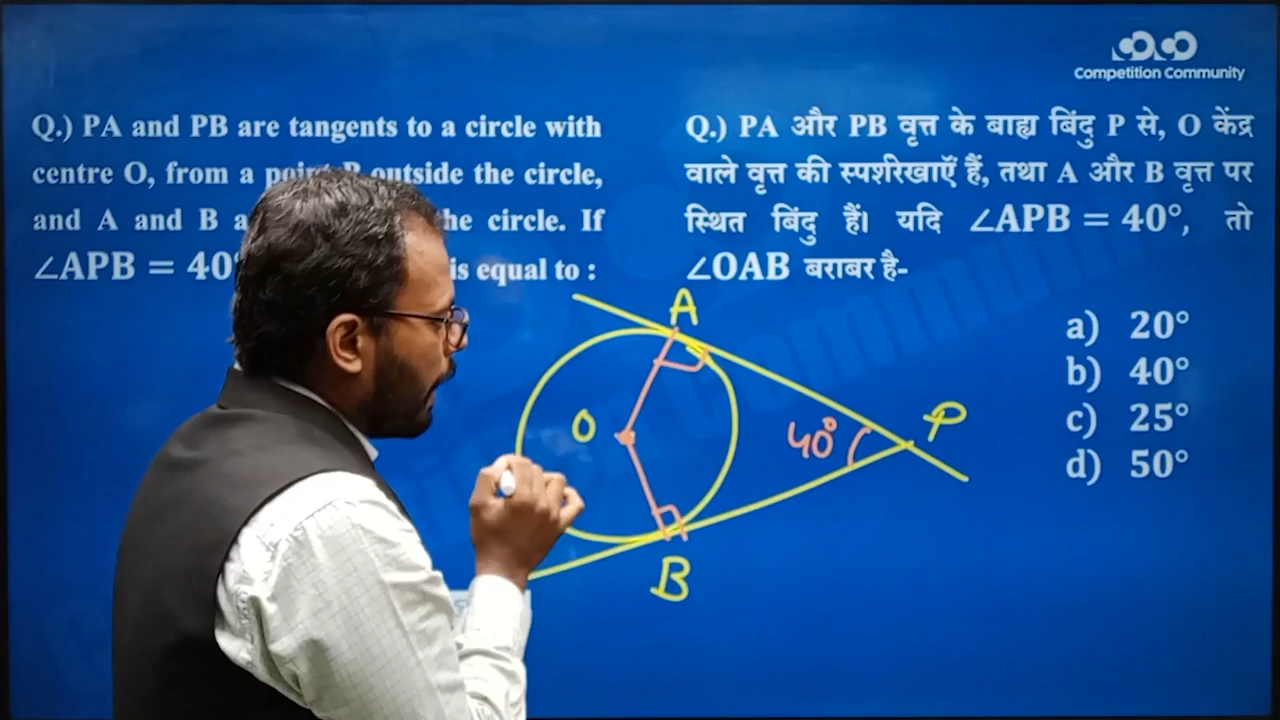 Competition Community
Q.) PA and PB are tangents to a circle with
centre O, from a outside the circle,
and A and B circle. If
∠APB = 40° is equal to :
Q.) PA और PB वृत्त के बाह्य बिंदु P से, O केंद्र
वाले वृत्त की स्पर्शरेखाएँ हैं, तथा A और B वृत्त पर
स्थित बिंदु हैं। यदि ∠APB = 40°, तो
∠OAB बराबर है-
a) 20°
b) 40°
c) 25°
d) 50°
A
O
40°
P
B